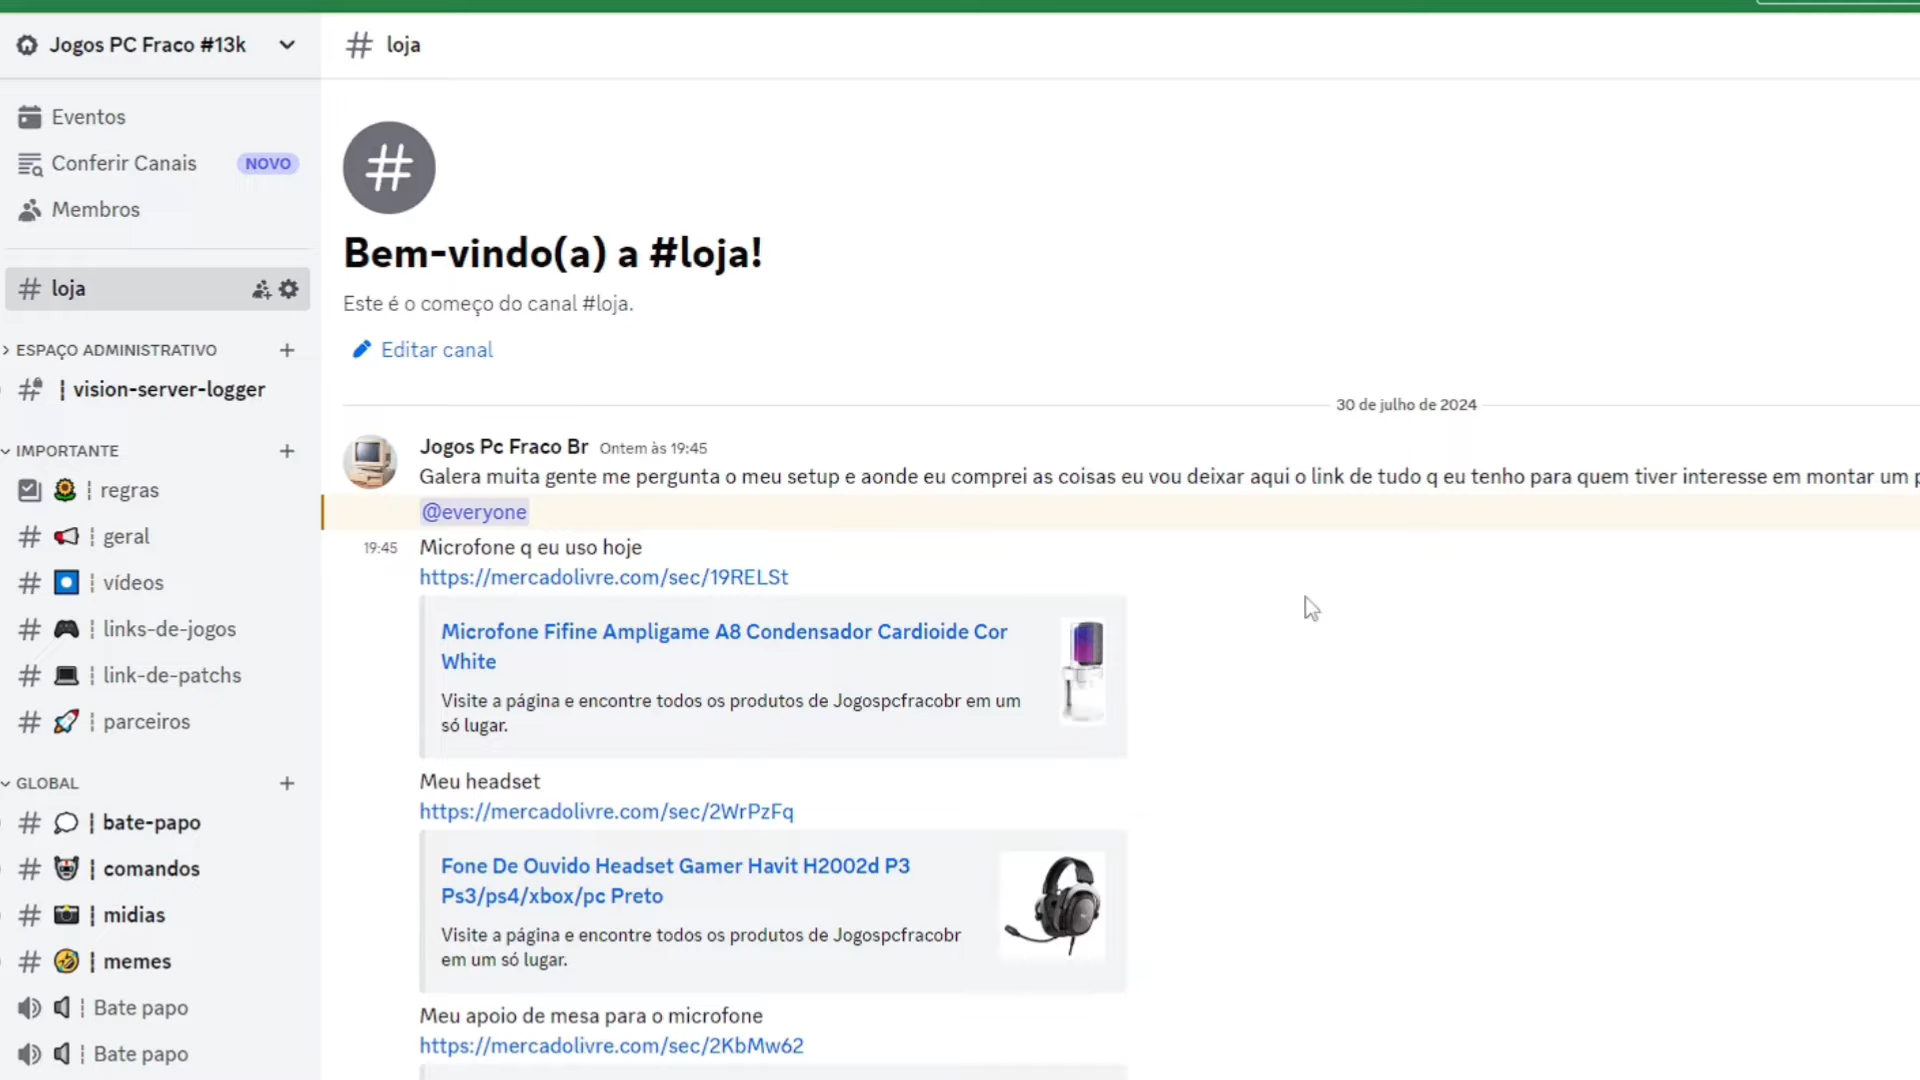 Jogos PC Fraco #13k
loja
Eventos
Conferir Canais NOVO
Membros
loja
ESPAÇO ADMINISTRATIVO
¦ vision-server-logger
IMPORTANTE
¦ regras
¦ geral
¦ vídeos
¦ links-de-jogos
¦ link-de-patchs
¦ parceiros
GLOBAL
¦ bate-papo
¦ comandos
¦ midias
¦ memes
¦ Bate papo
¦ Bate papo
Bem-vindo(a) a #loja!
Este é o começo do canal #loja.
Editar canal
30 de julho de 2024
Jogos Pc Fraco Br Ontem às 19:45
Galera muita gente me pergunta o meu setup e aonde eu comprei as coisas eu vou deixar aqui o link de tudo q eu tenho para quem tiver interesse em montar um
@everyone
19:45 Microfone q eu uso hoje
https://mercadolivre.com/sec/19RELSt
Microfone Fifine Ampligame A8 Condensador Cardioide Cor
White
Visite a página e encontre todos os produtos de Jogospcfracobr em um
só lugar.
Meu headset
https://mercadolivre.com/sec/2WrPzFq
Fone De Ouvido Headset Gamer Havit H2002d P3
Ps3/ps4/xbox/pc Preto
Visite a página e encontre todos os produtos de Jogospcfracobr
em um só lugar.
Meu apoio de mesa para o microfone
https://mercadolivre.com/sec/2KbMw62